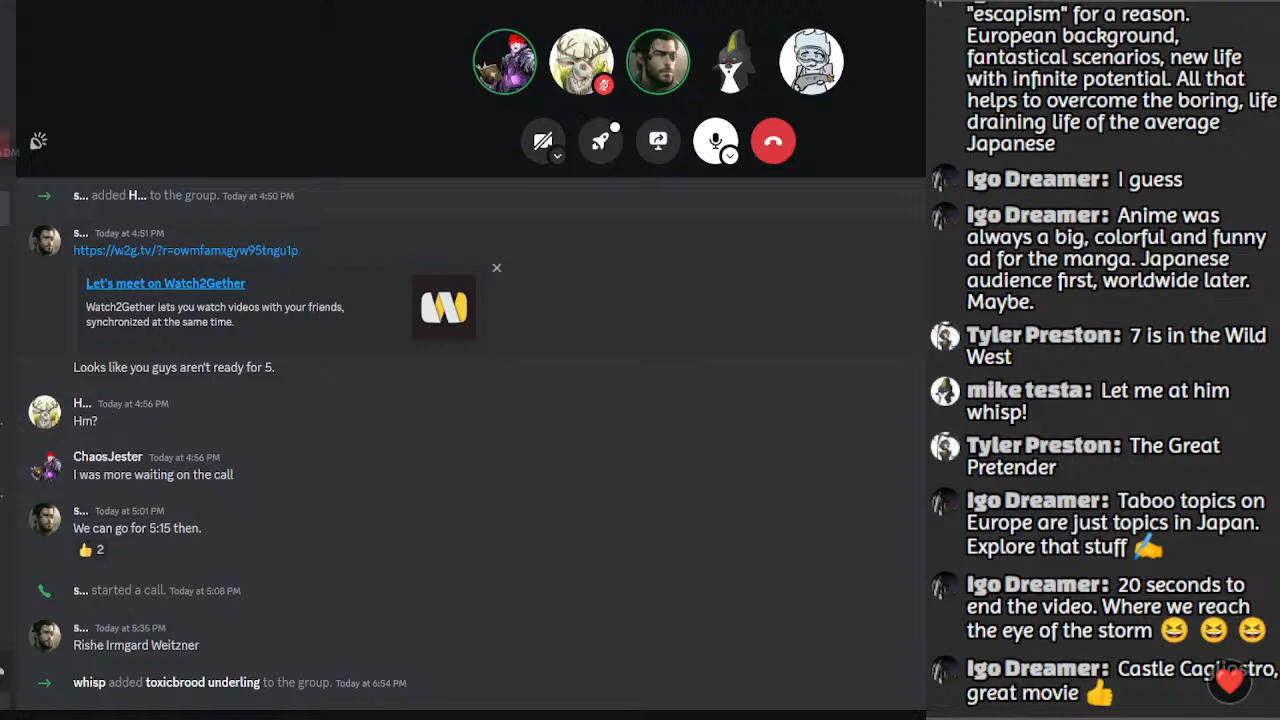 DM
s... added H... to the group. Today at 4:50 PM
s... Today at 4:51 PM
https://w2g.tv/?r=owmfamxgyw95tngu1p
Let's meet on Watch2Gether
Watch2Gether lets you watch videos with your friends,
synchronized at the same time.
Looks like you guys aren't ready for 5.
H... Today at 4:56 PM
Hm?
ChaosJester Today at 4:56 PM
I was more waiting on the call
s... Today at 5:01 PM
We can go for 5:15 then.
👍 2
s... started a call. Today at 5:08 PM
s... Today at 5:35 PM
Rishe Irmgard Weitzner
whisp added toxicbrood underling to the group. Today at 6:54 PM
"escapism" for a reason.
European background,
fantastical scenarios, new life
with infinite potential. All that
helps to overcome the boring, life
draining life of the average
Japanese
Igo Dreamer: I guess
Igo Dreamer: Anime was
always a big, colorful and funny
ad for the manga. Japanese
audience first, worldwide later.
Maybe.
Tyler Preston: 7 is in the Wild
West
mike testa: Let me at him
whisp!
Tyler Preston: The Great
Pretender
Igo Dreamer: Taboo topics on
Europe are just topics in Japan.
Explore that stuff ✍️
Igo Dreamer: 20 seconds to
end the video. Where we reach
the eye of the storm 😆 😆 😆
Igo Dreamer: Castle Cagliostro,
great movie 👍